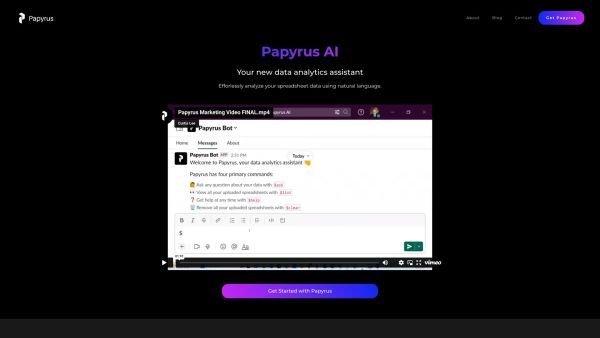 Papyrus
About
Blog
Contact
Get Papyrus
Papyrus AI
Your new data analytics assistant
Effortlessly analyze your spreadsheet data using natural language.
Papyrus Marketing Video FINAL.mp4
Papyrus AI
Curtis Lee
Papyrus Bot
Home
Messages
About
Papyrus Bot APP 2:31 PM
Today
Welcome to Papyrus, your data analytics assistant
Papyrus has four primary commands:
Ask any question about your data with $ask
View all your uploaded spreadsheets with $list
Get help at any time with $help
Remove all your uploaded spreadsheets with $clear
B I S
$
Aa
vimeo
Get Started with Papyrus